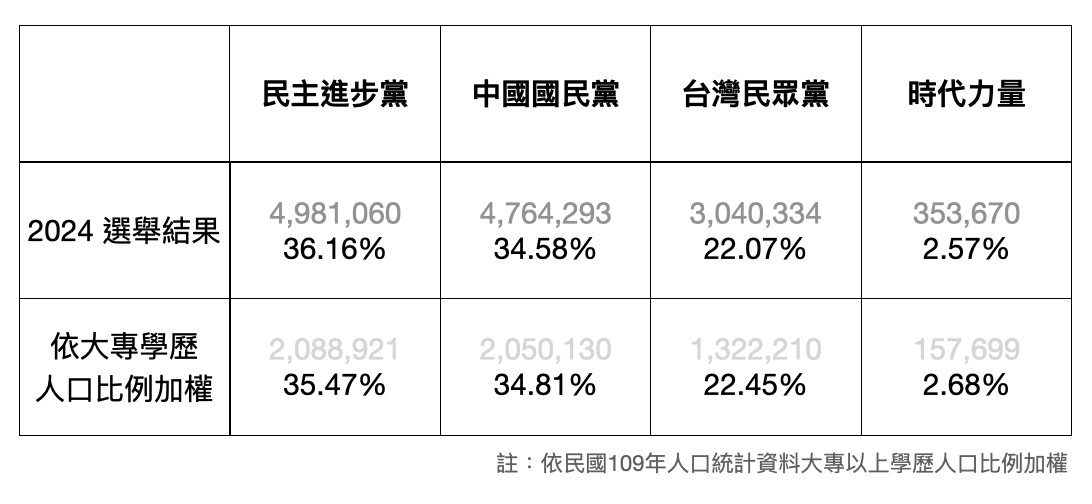 民主進步黨 中國國民黨 台灣民眾黨 時代力量
4,981,060 4,764,293 3,040,334 353,670
2024 選舉結果
36.16% 34.58% 22.07% 2.57%
依大專學歷
2,088,921 2,050,130 1,322,210 157,699
人口比例加權
35.47% 34.81% 22.45% 2.68%
註：依民國109年人口統計資料大專以上學歷人口比例加權